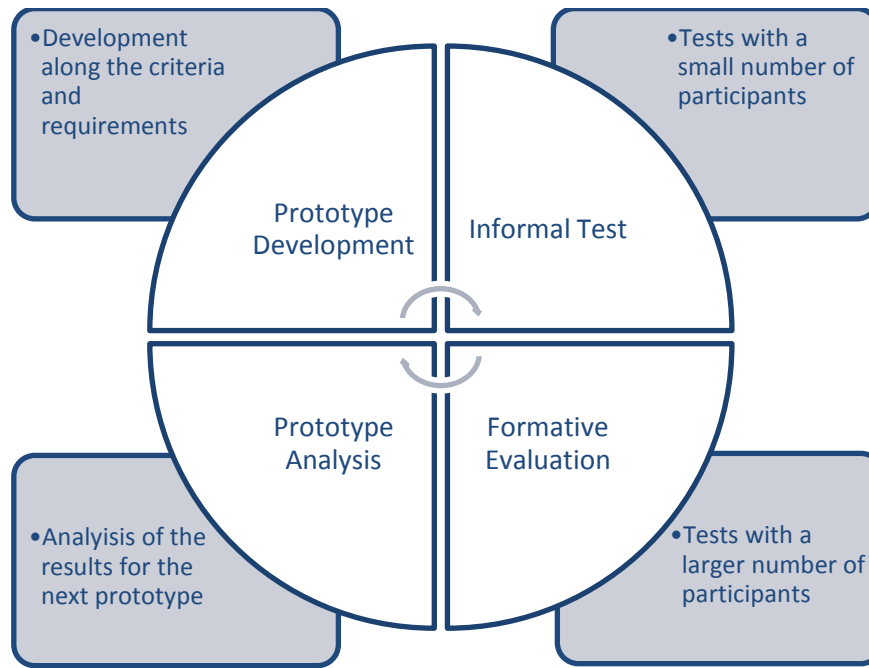 •Development
along the criteria
and
requirements
•Tests with a
small number of
participants
Prototype
Development
Informal Test
Prototype
Analysis
Formative
Evaluation
•Analyisis of the
results for the
next prototype
•Tests with a
larger number of
participants